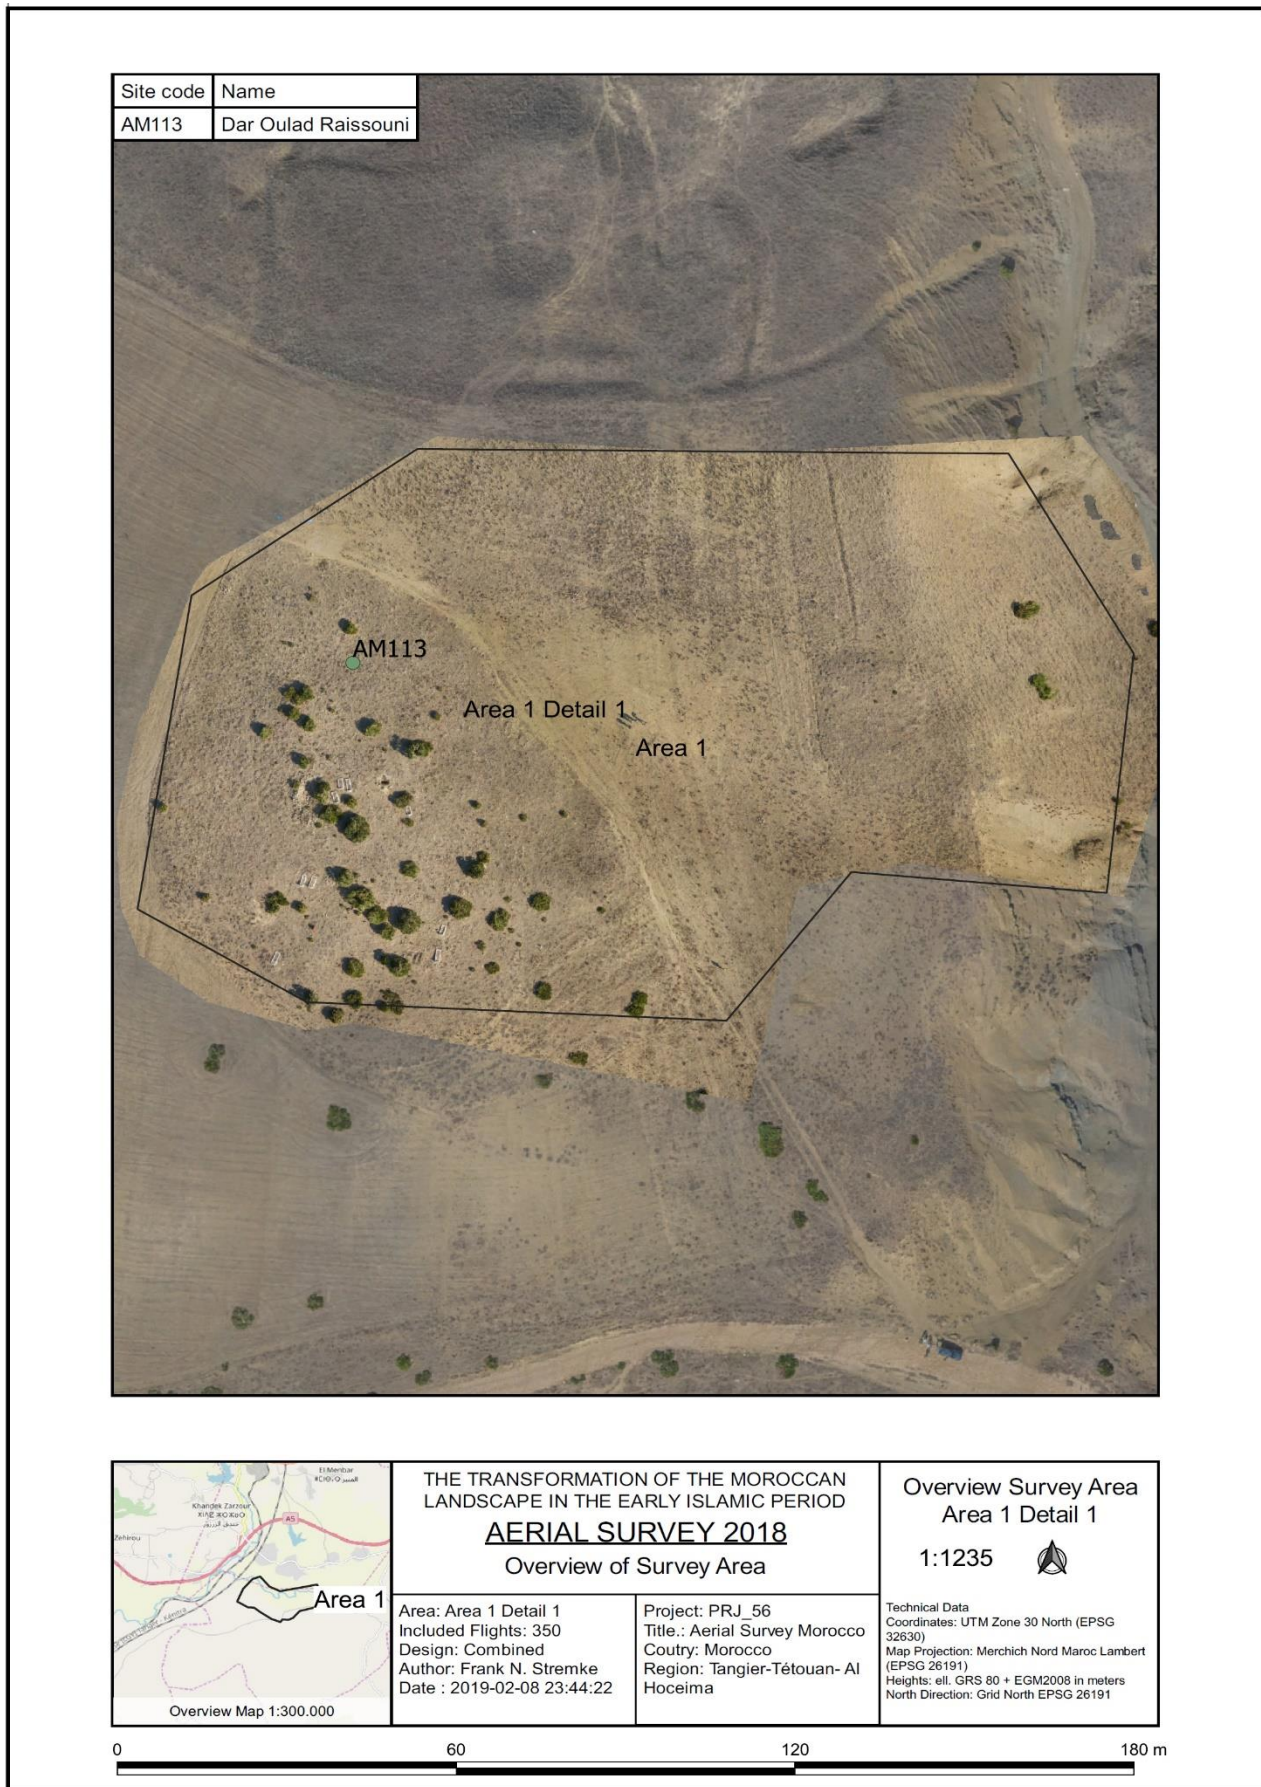 Site code Name
AM113 Dar Oulad Raissouni
AM113
Area 1 Detail 1
Area 1
El Menbar
Khandek Zarzour
Zehirou
A5
Area 1
Overview Map 1:300.000
THE TRANSFORMATION OF THE MOROCCAN
LANDSCAPE IN THE EARLY ISLAMIC PERIOD
AERIAL SURVEY 2018
Overview of Survey Area
Area: Area 1 Detail 1
Included Flights: 350
Design: Combined
Author: Frank N. Stremke
Date : 2019-02-08 23:44:22
Project: PRJ_56
Title.: Aerial Survey Morocco
Coutry: Morocco
Region: Tangier-Tétouan- Al
Hoceima
Overview Survey Area
Area 1 Detail 1
1:1235
Technical Data
Coordinates: UTM Zone 30 North (EPSG
32630)
Map Projection: Merchich Nord Maroc Lambert
(EPSG 26191)
Heights: ell. GRS 80 + EGM2008 in meters
North Direction: Grid North EPSG 26191
0 60 120 180 m